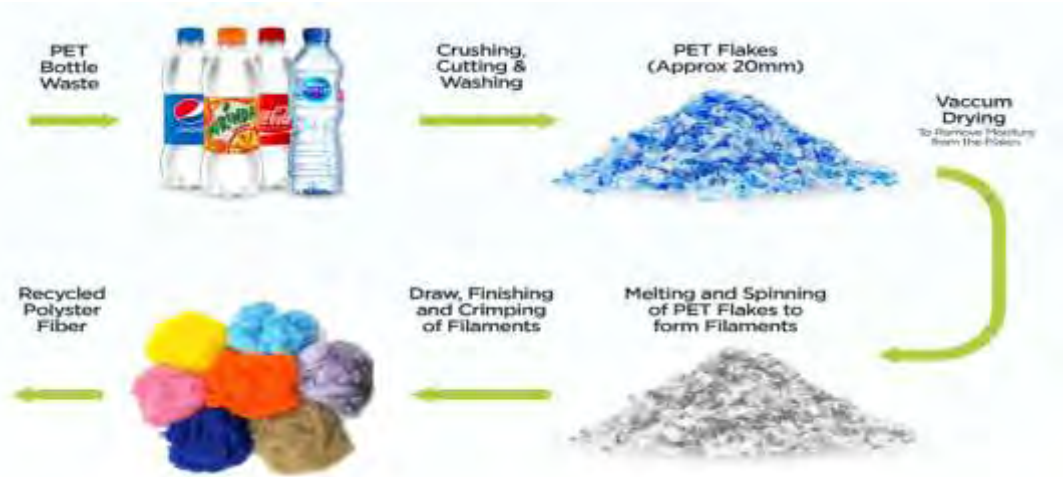 PET
Bottle
Waste
Crushing,
Cutting &
Washing
PET Flakes
(Approx 20mm)
Vaccum
Drying
To Remove Moisture
from the Flakes
Melting and Spinning
of PET Flakes to
form Filaments
Draw, Finishing
and Crimping
of Filaments
Recycled
Polyster
Fiber